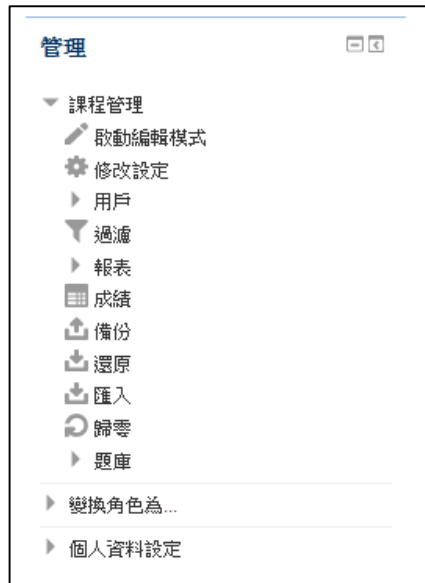 管理
課程管理
啟動編輯模式
修改設定
用戶
過濾
報表
成績
備份
還原
匯入
歸零
題庫
變換角色為...
個人資料設定